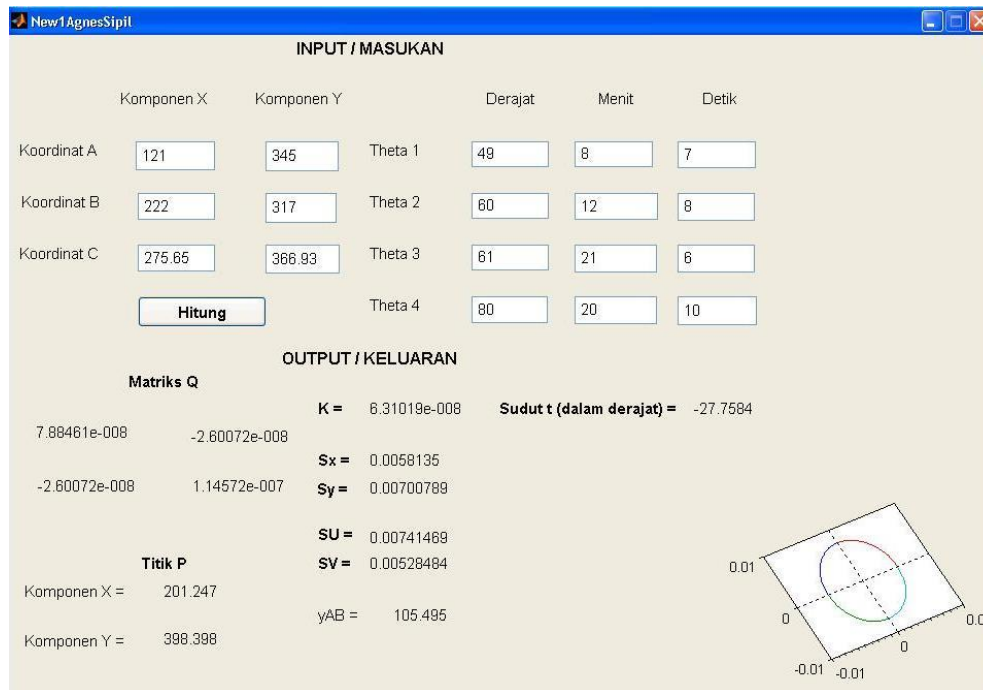 New1AgnesSipil
INPUT / MASUKAN
Komponen X Komponen Y Derajat Menit Detik
Koordinat A 121 345 Theta 1 49 8 7
Koordinat B 222 317 Theta 2 60 12 8
Koordinat C 275.65 366.93 Theta 3 61 21 6
Hitung Theta 4 80 20 10
OUTPUT / KELUARAN
Matriks Q
K = 6.31019e-008 Sudut t (dalam derajat) = -27.7584
7.88461e-008 -2.60072e-008
Sx = 0.0058135
-2.60072e-008 1.14572e-007 Sy = 0.00700789
SU = 0.00741469
Titik P SV = 0.00528484
Komponen X = 201.247
yAB = 105.495
Komponen Y = 398.398
0.01
0
-0.01 -0.01
0